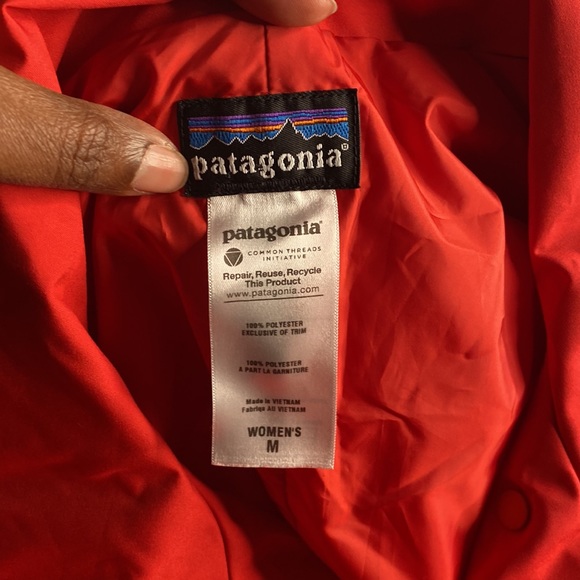 patagonia®
patagonia®
COMMON THREADS
INITIATIVE
Repair, Reuse, Recycle
This Product
www.patagonia.com
100% POLYESTER
EXCLUSIVE OF TRIM
100% POLYESTER
A PART LA GARNITURE
Made in VIETNAM
Fabriqe AU VIETNAM
WOMEN'S
M